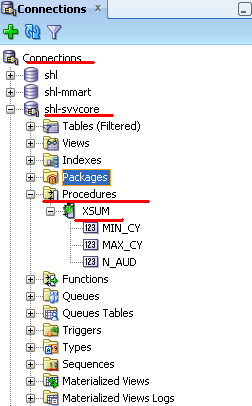 Connections
Connections
shl
shl-mmart
shl-svvcore
Tables (Filtered)
Views
Indexes
Packages
Procedures
XSUM
123 MIN_CY
123 MAX_CY
123 N_AUD
Functions
Queues
Queues Tables
Triggers
Types
Sequences
Materialized Views
Materialized Views Logs